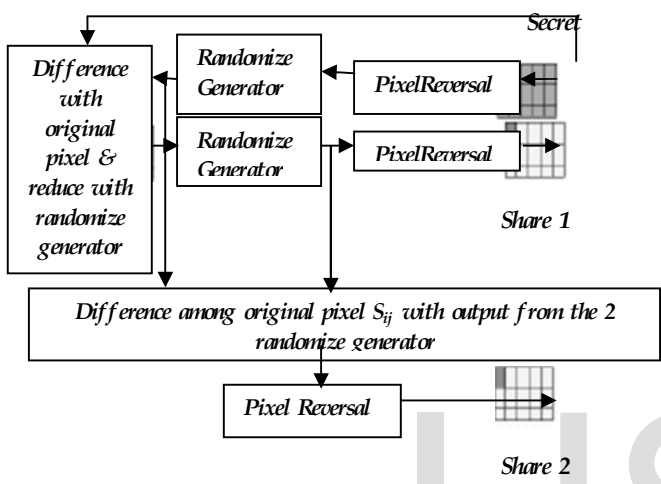 Secret
Difference
with
original
pixel &
reduce with
randomize
generator
Randomize
Generator
PixelReversal
Randomize
Generator
PixelReversal
Share 1
Difference among original pixel Sij with output from the 2
randomize generator
Pixel Reversal
Share 2